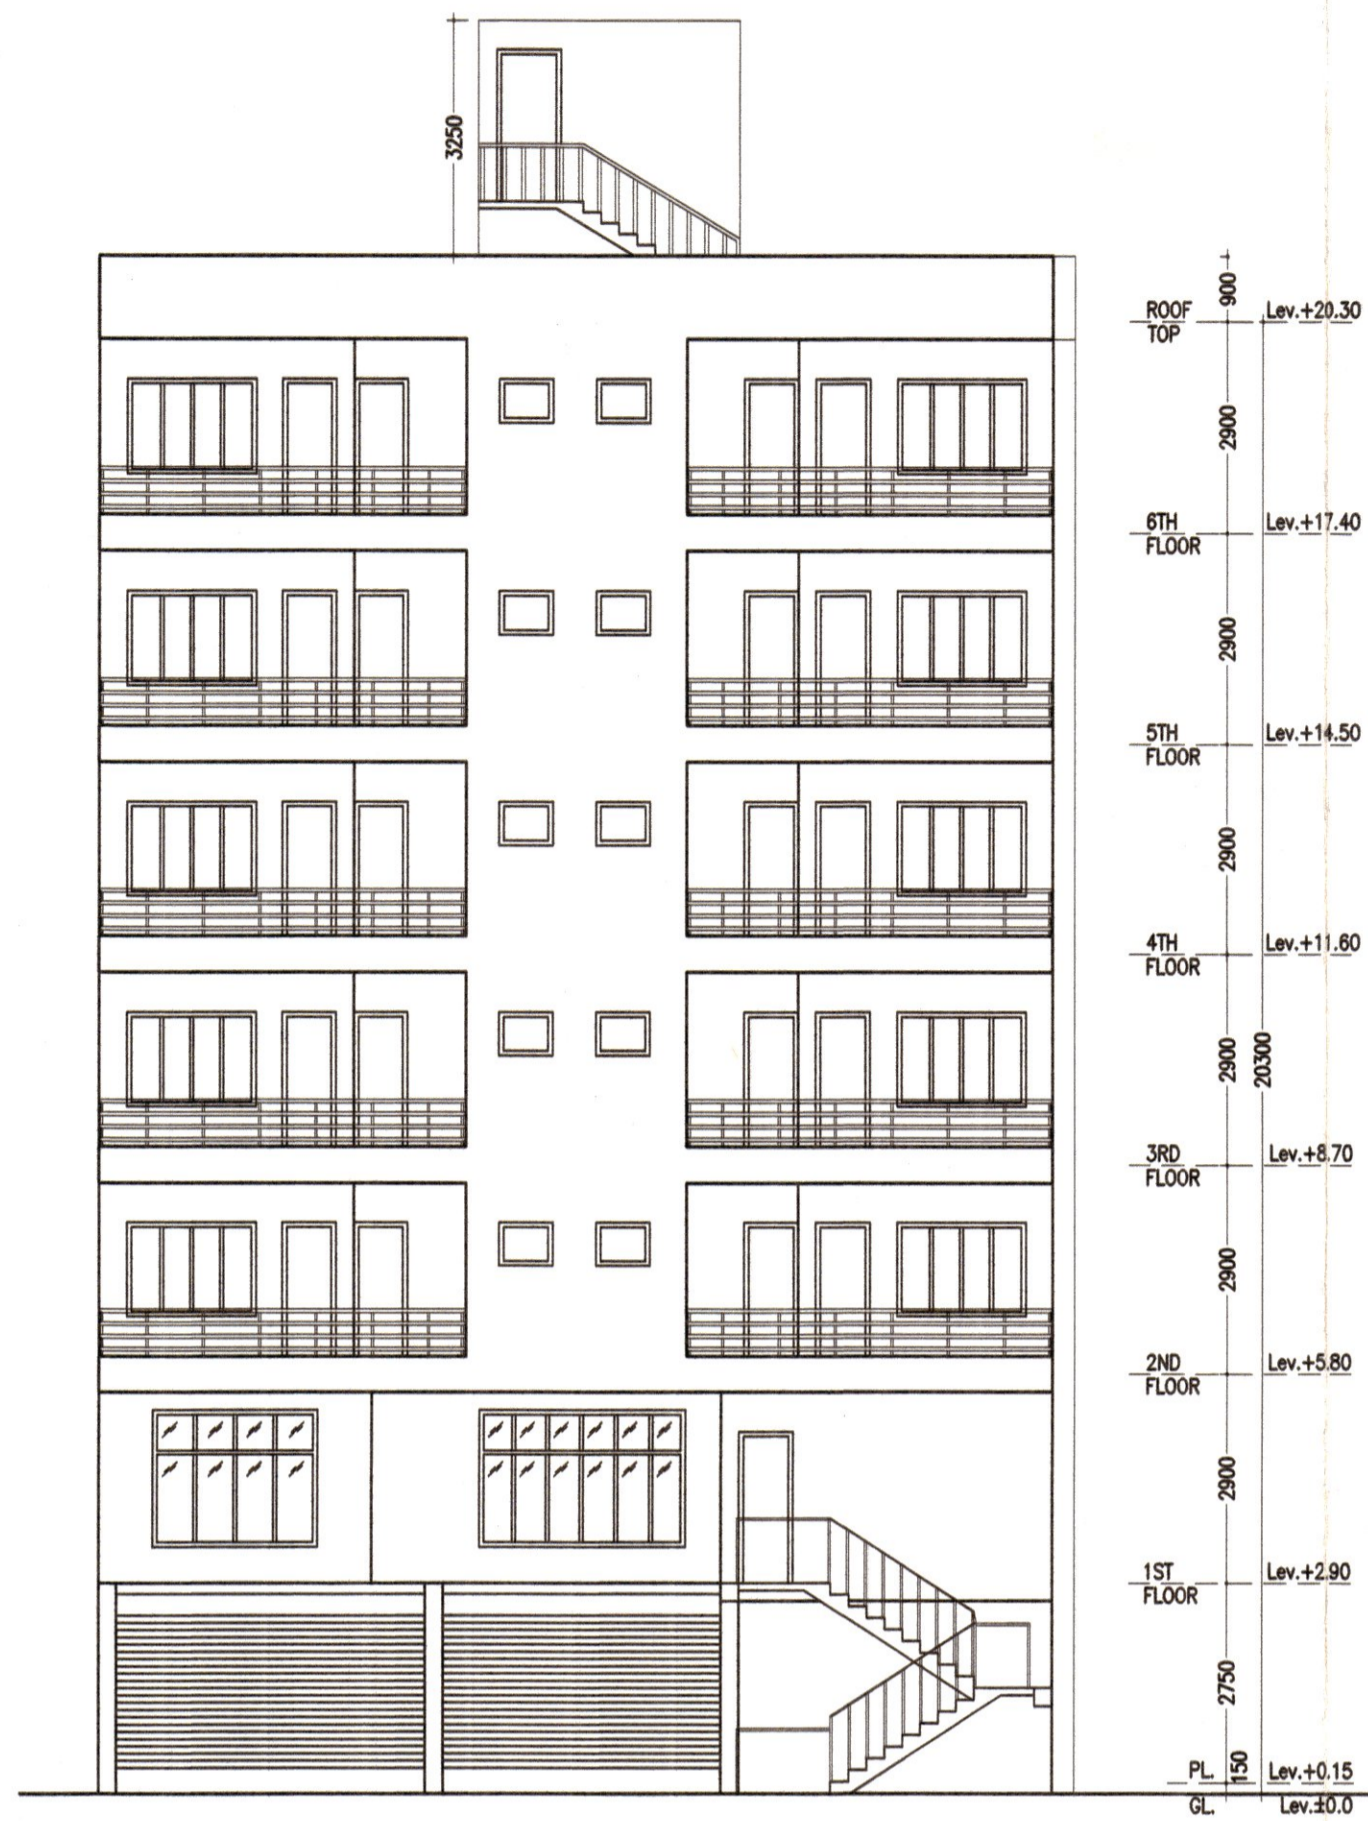 3250
900
ROOF
TOP
Lev.+20.30
2900
6TH
FLOOR
Lev.+17.40
2900
5TH
FLOOR
Lev.+14.50
2900
4TH
FLOOR
Lev.+11.60
2900
20300
3RD
FLOOR
Lev.+8.70
2900
2ND
FLOOR
Lev.+5.80
2900
1ST
FLOOR
Lev.+2.90
2750
150
PL.
Lev.+0.15
GL.
Lev.±0.0